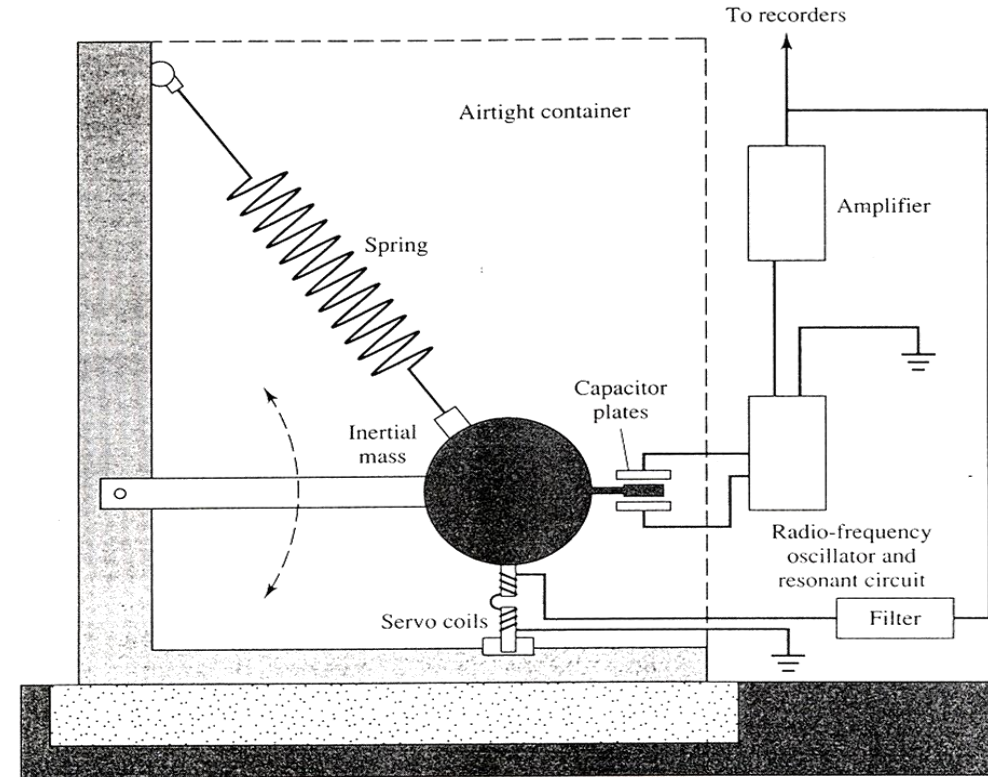 To recorders
Airtight container
Amplifier
Spring
Capacitor
plates
Inertial
mass
Radio-frequency
oscillator and
resonant circuit
Servo coils
Filter